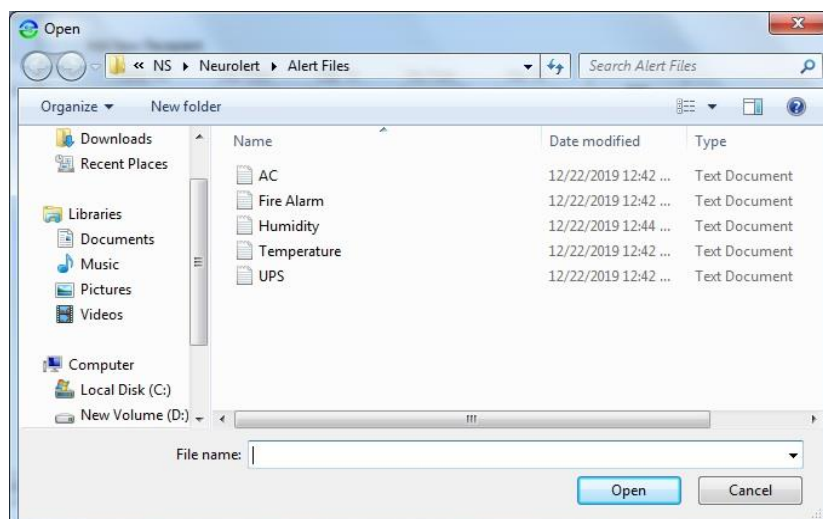 Open
« NS ▸ Neurolert ▸ Alert Files
Search Alert Files
Organize
New folder
Downloads
Recent Places
Libraries
Documents
Music
Pictures
Videos
Computer
Local Disk (C:)
New Volume (D:)
Name Date modified Type
AC 12/22/2019 12:42 ... Text Document
Fire Alarm 12/22/2019 12:42 ... Text Document
Humidity 12/22/2019 12:44 ... Text Document
Temperature 12/22/2019 12:42 ... Text Document
UPS 12/22/2019 12:42 ... Text Document
File name:
Open
Cancel